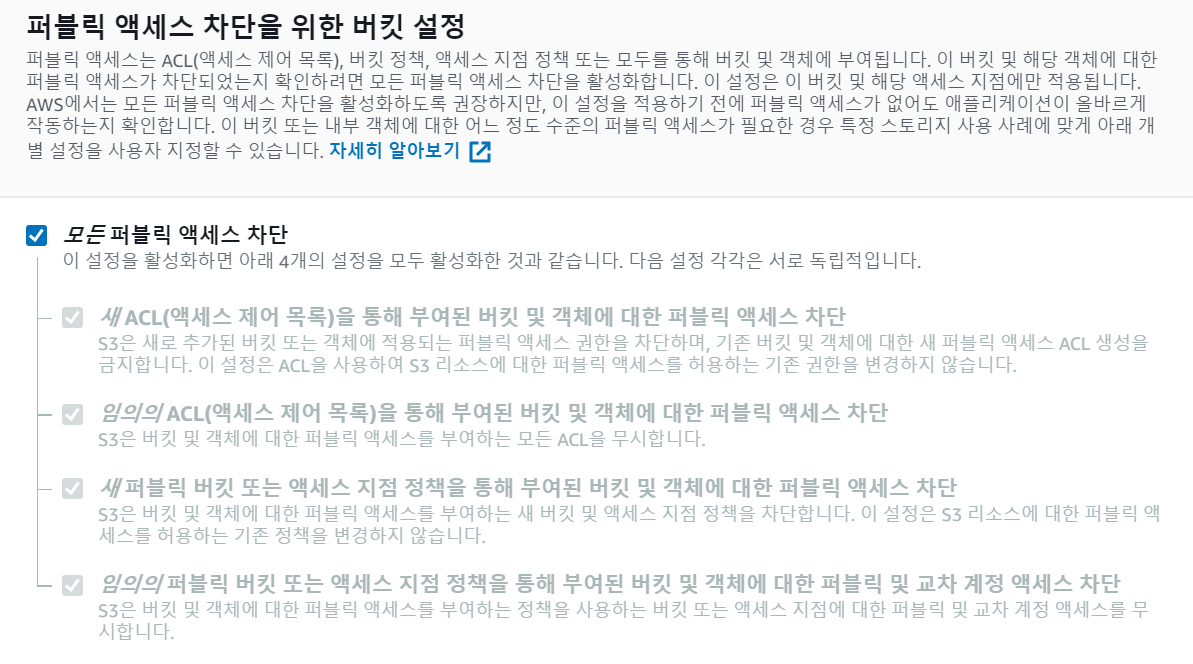 퍼블릭 액세스 차단을 위한 버킷 설정
퍼블릭 액세스는 ACL(액세스 제어 목록), 버킷 정책, 액세스 지점 정책 또는 모두를 통해 버킷 및 객체에 부여됩니다. 이 버킷 및 해당 객체에 대한
퍼블릭 액세스가 차단되었는지 확인하려면 모든 퍼블릭 액세스 차단을 활성화합니다. 이 설정은 이 버킷 및 해당 액세스 지점에만 적용됩니다.
AWS에서는 모든 퍼블릭 액세스 차단을 활성화하도록 권장하지만, 이 설정을 적용하기 전에 퍼블릭 액세스가 없어도 애플리케이션이 올바르게
작동하는지 확인합니다. 이 버킷 또는 내부 객체에 대한 어느 정도 수준의 퍼블릭 액세스가 필요한 경우 특정 스토리지 사용 사례에 맞게 아래 개
별 설정을 사용자 지정할 수 있습니다. 자세히 알아보기
모든 퍼블릭 액세스 차단
이 설정을 활성화하면 아래 4개의 설정을 모두 활성화한 것과 같습니다. 다음 설정 각각은 서로 독립적입니다.
새 ACL(액세스 제어 목록)을 통해 부여된 버킷 및 객체에 대한 퍼블릭 액세스 차단
S3은 새로 추가된 버킷 또는 객체에 적용되는 퍼블릭 액세스 권한을 차단하며, 기존 버킷 및 객체에 대한 새 퍼블릭 액세스 ACL 생성을
금지합니다. 이 설정은 ACL을 사용하여 S3 리소스에 대한 퍼블릭 액세스를 허용하는 기존 권한을 변경하지 않습니다.
임의의 ACL(액세스 제어 목록)을 통해 부여된 버킷 및 객체에 대한 퍼블릭 액세스 차단
S3은 버킷 및 객체에 대한 퍼블릭 액세스를 부여하는 모든 ACL을 무시합니다.
새 퍼블릭 버킷 또는 액세스 지점 정책을 통해 부여된 버킷 및 객체에 대한 퍼블릭 액세스 차단
S3은 버킷 및 객체에 대한 퍼블릭 액세스를 부여하는 새 버킷 및 액세스 지점 정책을 차단합니다. 이 설정은 S3 리소스에 대한 퍼블릭 액
세스를 허용하는 기존 정책을 변경하지 않습니다.
임의의 퍼블릭 버킷 또는 액세스 지점 정책을 통해 부여된 버킷 및 객체에 대한 퍼블릭 및 교차 계정 액세스 차단
S3은 버킷 및 객체에 대한 퍼블릭 액세스를 부여하는 정책을 사용하는 버킷 또는 액세스 지점에 대한 퍼블릭 및 교차 계정 액세스를 무
시합니다.